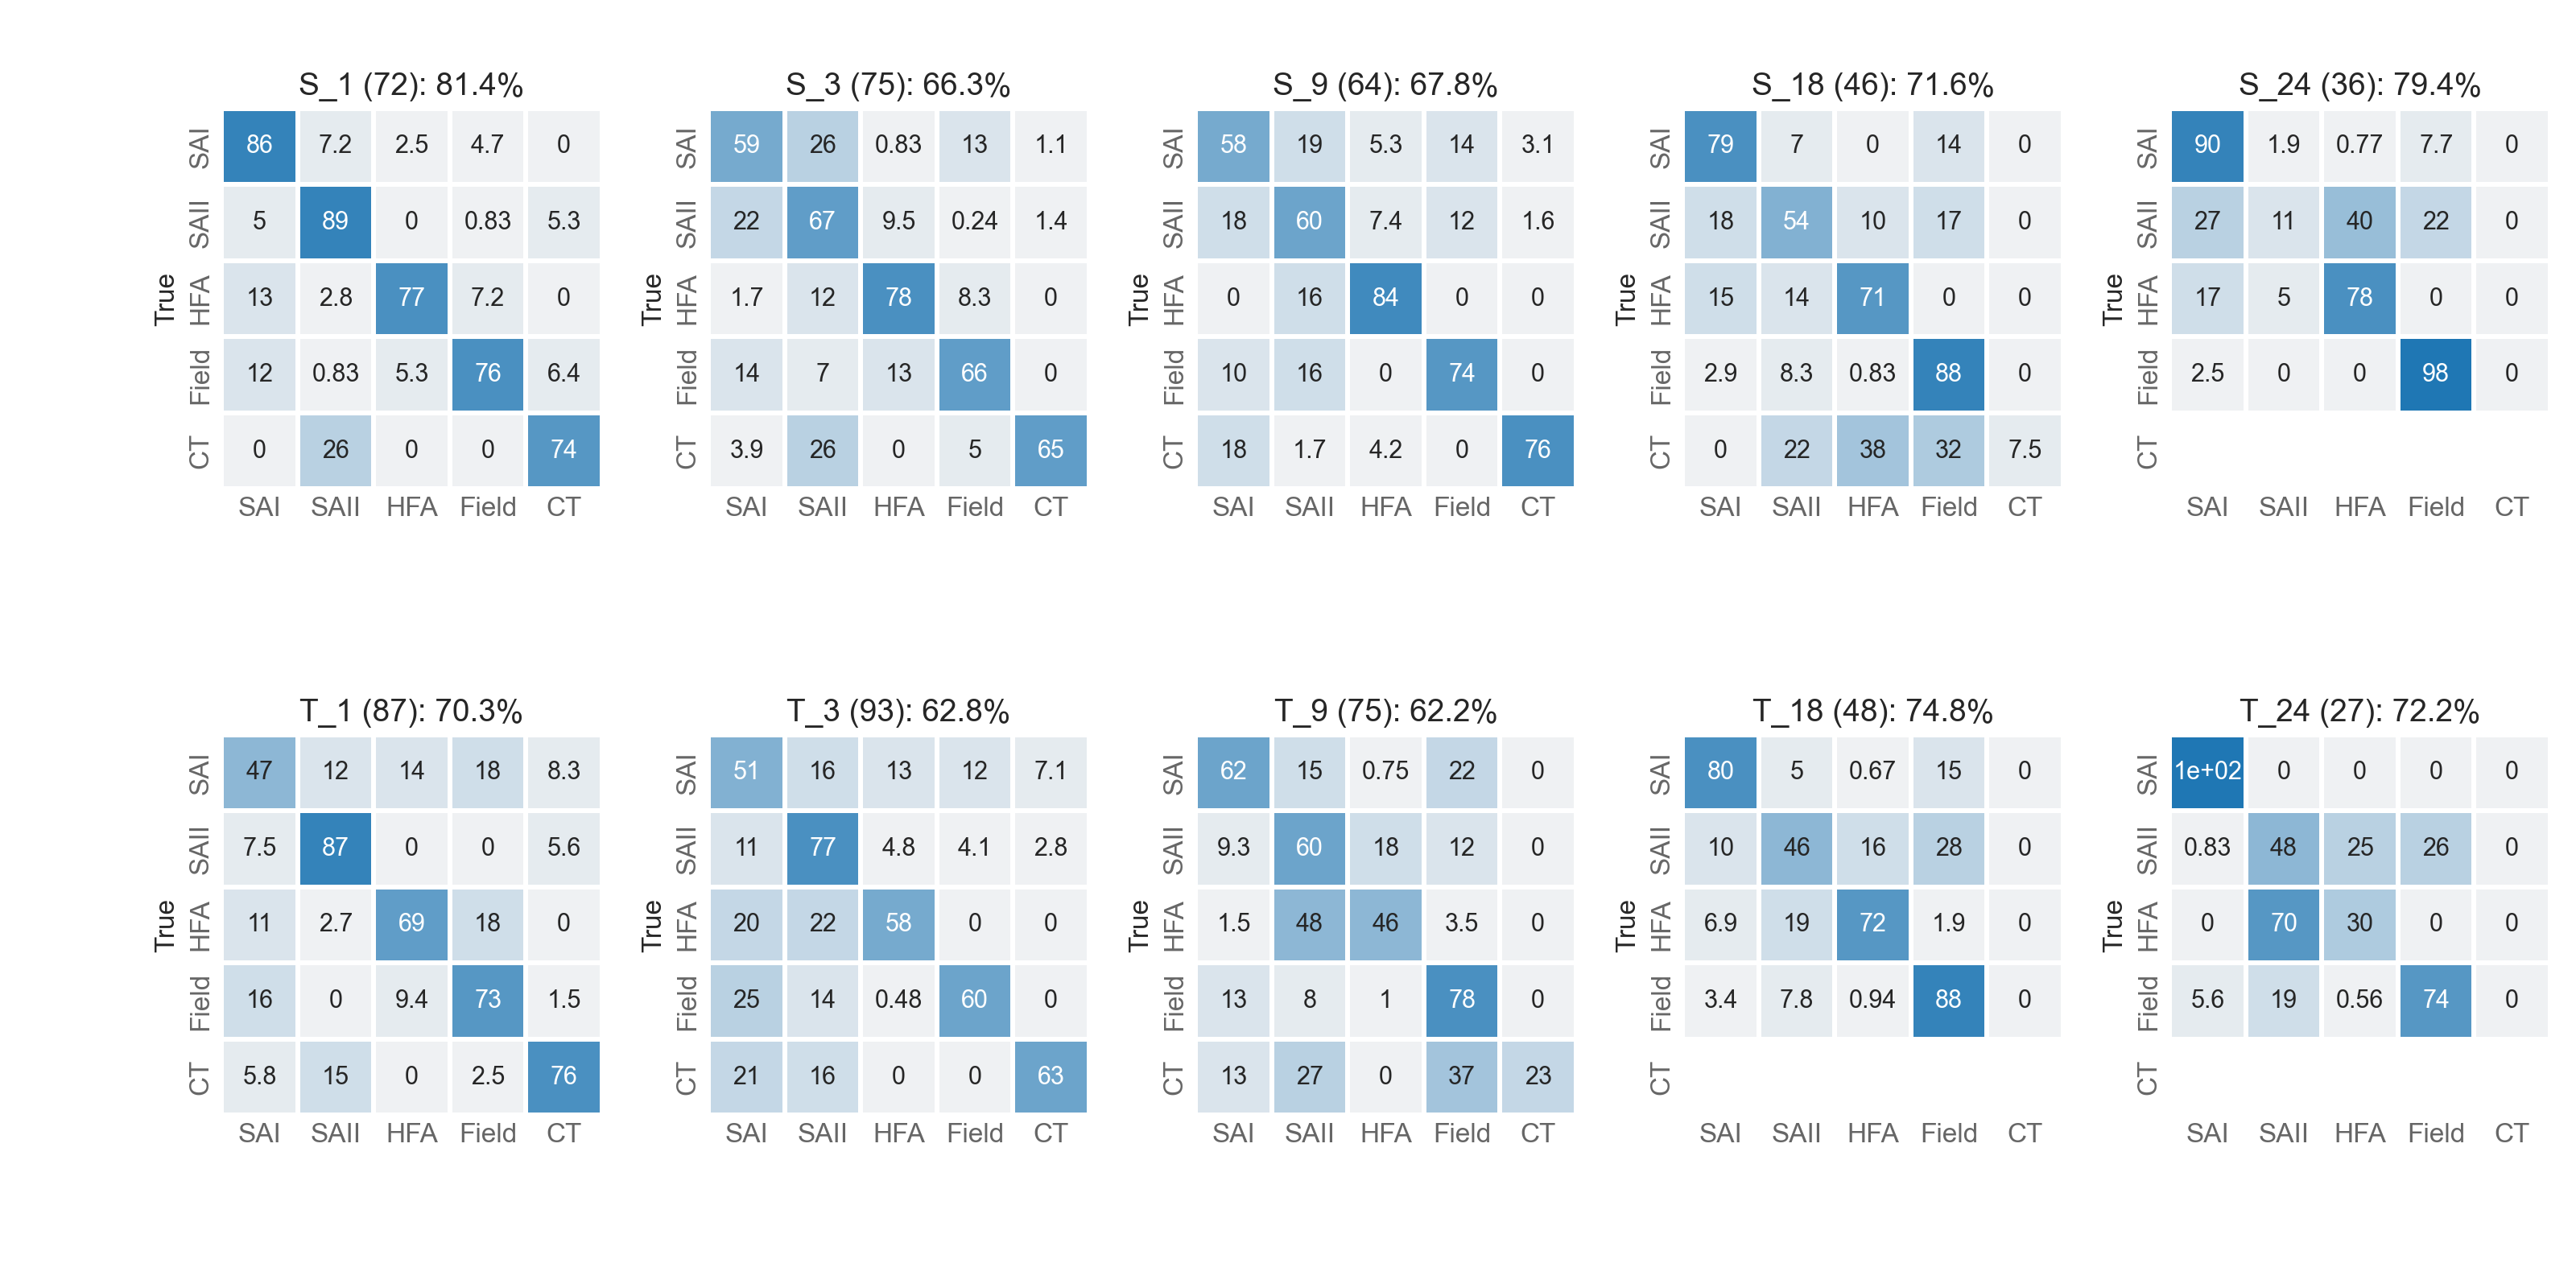 S_1 (72): 81.4%
True
SAI 86 7.2 2.5 4.7 0
SAII 5 89 0 0.83 5.3
HFA 13 2.8 77 7.2 0
Field 12 0.83 5.3 76 6.4
CT 0 26 0 0 74
SAI SAII HFA Field CT
S_3 (75): 66.3%
True
SAI 59 26 0.83 13 1.1
SAII 22 67 9.5 0.24 1.4
HFA 1.7 12 78 8.3 0
Field 14 7 13 66 0
CT 3.9 26 0 5 65
SAI SAII HFA Field CT
S_9 (64): 67.8%
True
SAI 58 19 5.3 14 3.1
SAII 18 60 7.4 12 1.6
HFA 0 16 84 0 0
Field 10 16 0 74 0
CT 18 1.7 4.2 0 76
SAI SAII HFA Field CT
S_18 (46): 71.6%
True
SAI 79 7 0 14 0
SAII 18 54 10 17 0
HFA 15 14 71 0 0
Field 2.9 8.3 0.83 88 0
CT 0 22 38 32 7.5
SAI SAII HFA Field CT
S_24 (36): 79.4%
True
SAI 90 1.9 0.77 7.7 0
SAII 27 11 40 22 0
HFA 17 5 78 0 0
Field 2.5 0 0 98 0
CT
SAI SAII HFA Field CT
T_1 (87): 70.3%
True
SAI 47 12 14 18 8.3
SAII 7.5 87 0 0 5.6
HFA 11 2.7 69 18 0
Field 16 0 9.4 73 1.5
CT 5.8 15 0 2.5 76
SAI SAII HFA Field CT
T_3 (93): 62.8%
True
SAI 51 16 13 12 7.1
SAII 11 77 4.8 4.1 2.8
HFA 20 22 58 0 0
Field 25 14 0.48 60 0
CT 21 16 0 0 63
SAI SAII HFA Field CT
T_9 (75): 62.2%
True
SAI 62 15 0.75 22 0
SAII 9.3 60 18 12 0
HFA 1.5 48 46 3.5 0
Field 13 8 1 78 0
CT 13 27 0 37 23
SAI SAII HFA Field CT
T_18 (48): 74.8%
True
SAI 80 5 0.67 15 0
SAII 10 46 16 28 0
HFA 6.9 19 72 1.9 0
Field 3.4 7.8 0.94 88 0
CT
SAI SAII HFA Field CT
T_24 (27): 72.2%
True
SAI 1e+02 0 0 0 0
SAII 0.83 48 25 26 0
HFA 0 70 30 0 0
Field 5.6 19 0.56 74 0
CT
SAI SAII HFA Field CT